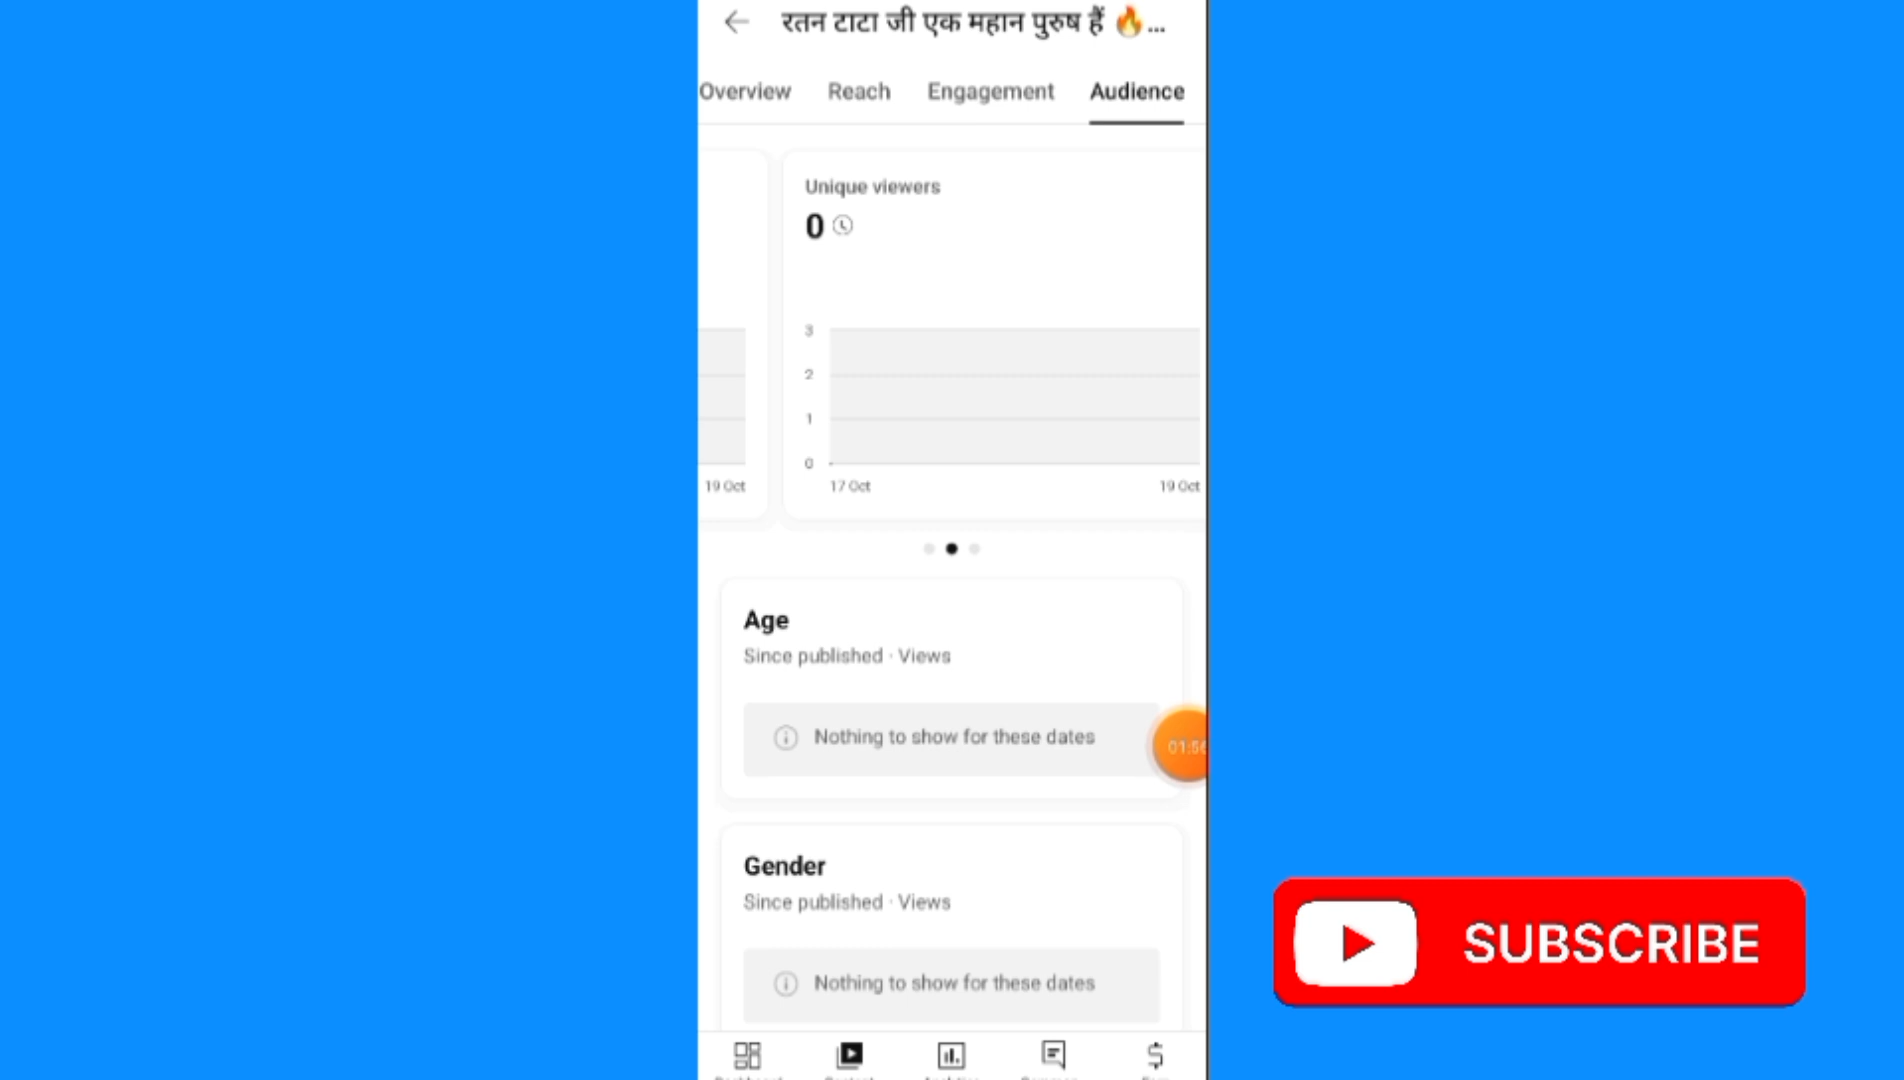 रतन टाटा जी एक महान पुरुष हैं 🔥...
Overview Reach Engagement Audience
Unique viewers
0
3
2
1
0
19 Oct 17 Oct 19 Oct
Age
Since published · Views
Nothing to show for these dates
01:56
Gender
Since published · Views
Nothing to show for these dates
SUBSCRIBE